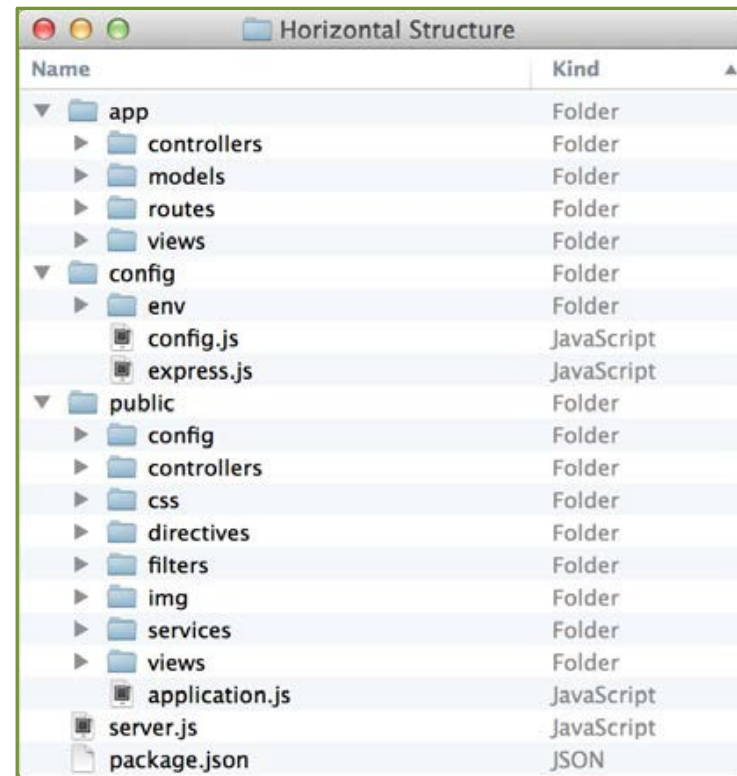 Horizontal Structure
Name Kind
app Folder
controllers Folder
models Folder
routes Folder
views Folder
config Folder
env Folder
config.js JavaScript
express.js JavaScript
public Folder
config Folder
controllers Folder
css Folder
directives Folder
filters Folder
img Folder
services Folder
views Folder
application.js JavaScript
server.js JavaScript
package.json JSON